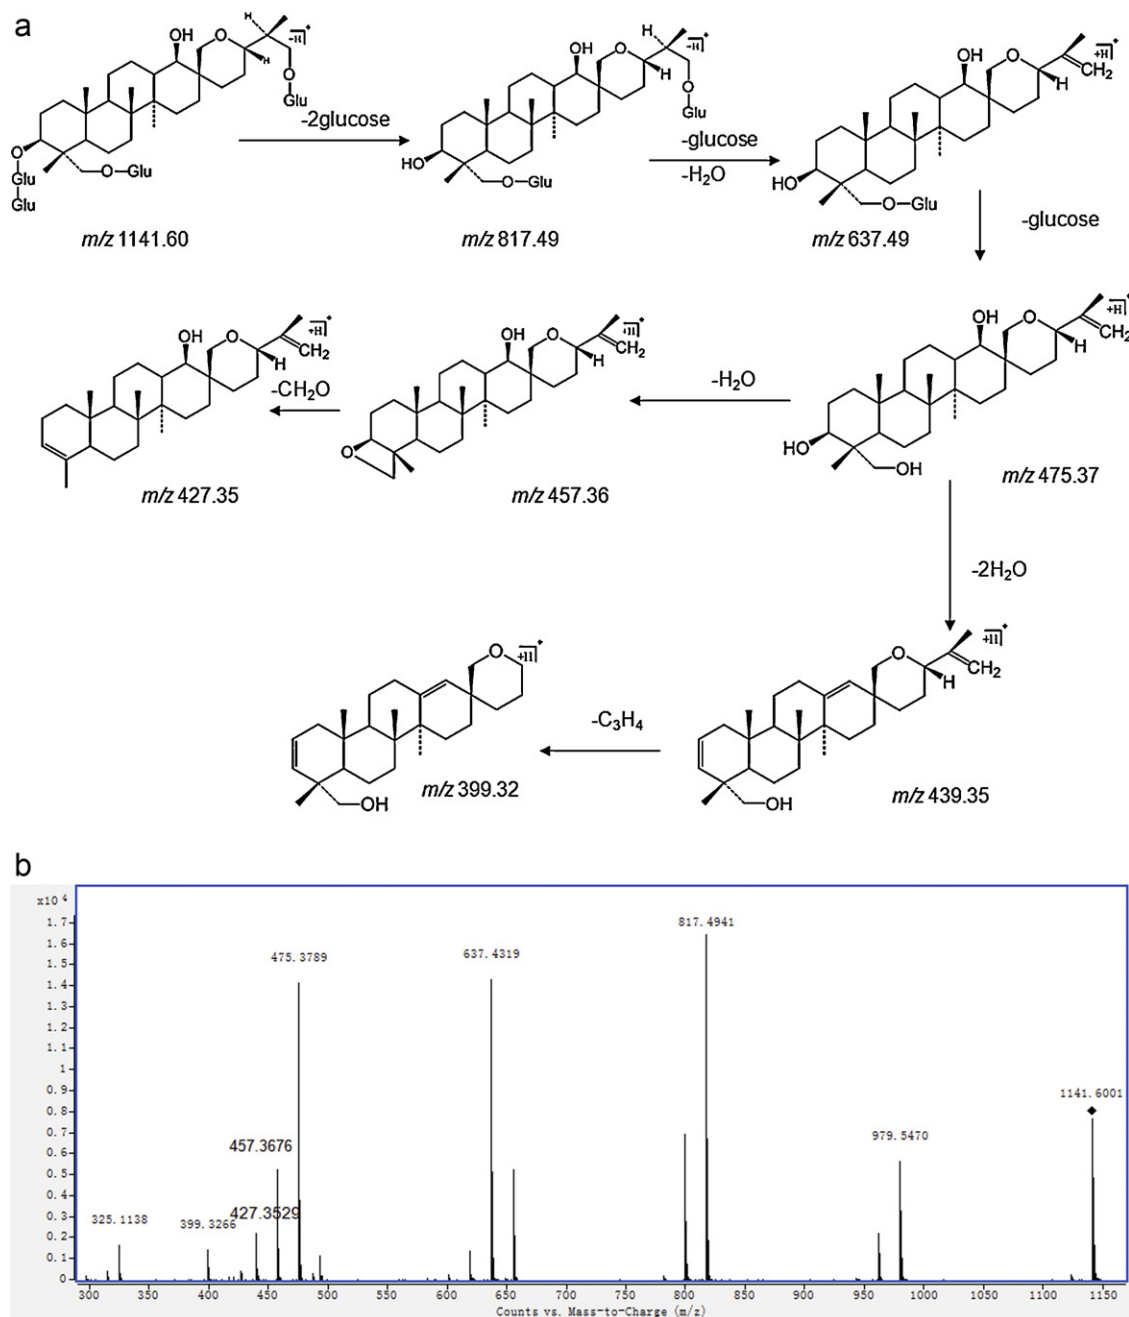 a
H
OH
O
H
-H]+
O
Glu
O
Glu
Glu
O-Glu
m/z 1141.60
-2glucose
H
OH
O
H
-H]+
O
Glu
HO
O-Glu
m/z 817.49
-glucose
-H₂O
OH
O
+H]+
CH₂
H
HO
O-Glu
m/z 637.49
-glucose
OH
O
+H]+
CH₂
H
m/z 427.35
-CH₂O
OH
O
+H]+
CH₂
H
O
m/z 457.36
-H₂O
OH
O
+H]+
CH₂
H
HO
OH
m/z 475.37
-2H₂O
O
+H]+
OH
m/z 399.32
-C₃H₄
O
+H]+
CH₂
H
OH
m/z 439.35
b
x10 4
1.7
1.6
1.5
1.4
1.3
1.2
1.1
1
0.9
0.8
0.7
0.6
0.5
0.4
0.3
0.2
0.1
0
325.1138
399.3266
427.3529
457.3676
475.3789
637.4319
817.4941
979.5470
1141.6001
300 350 400 450 500 550 600 650 700 750 800 850 900 950 1000 1050 1100 1150
Counts vs. Mass-to-Charge (m/z)